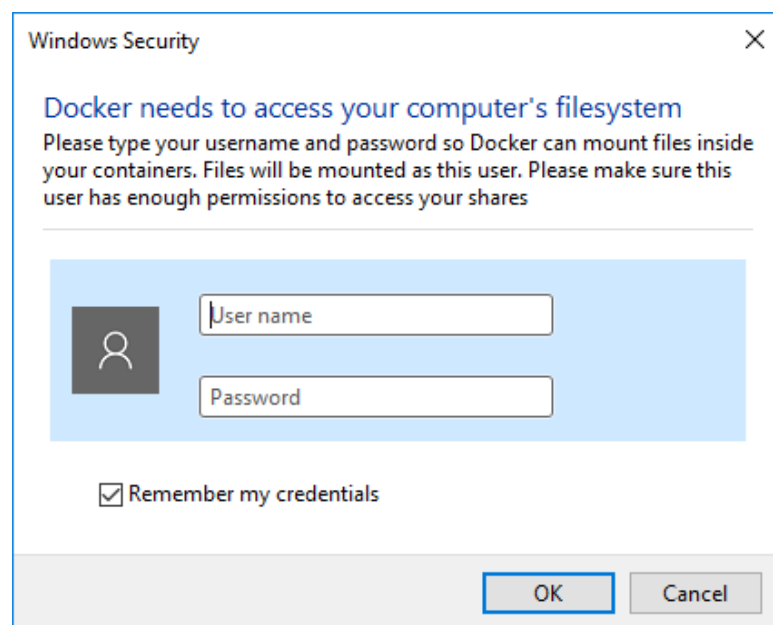 Windows Security
Docker needs to access your computer's filesystem
Please type your username and password so Docker can mount files inside
your containers. Files will be mounted as this user. Please make sure this
user has enough permissions to access your shares
User name
Password
Remember my credentials
OK
Cancel